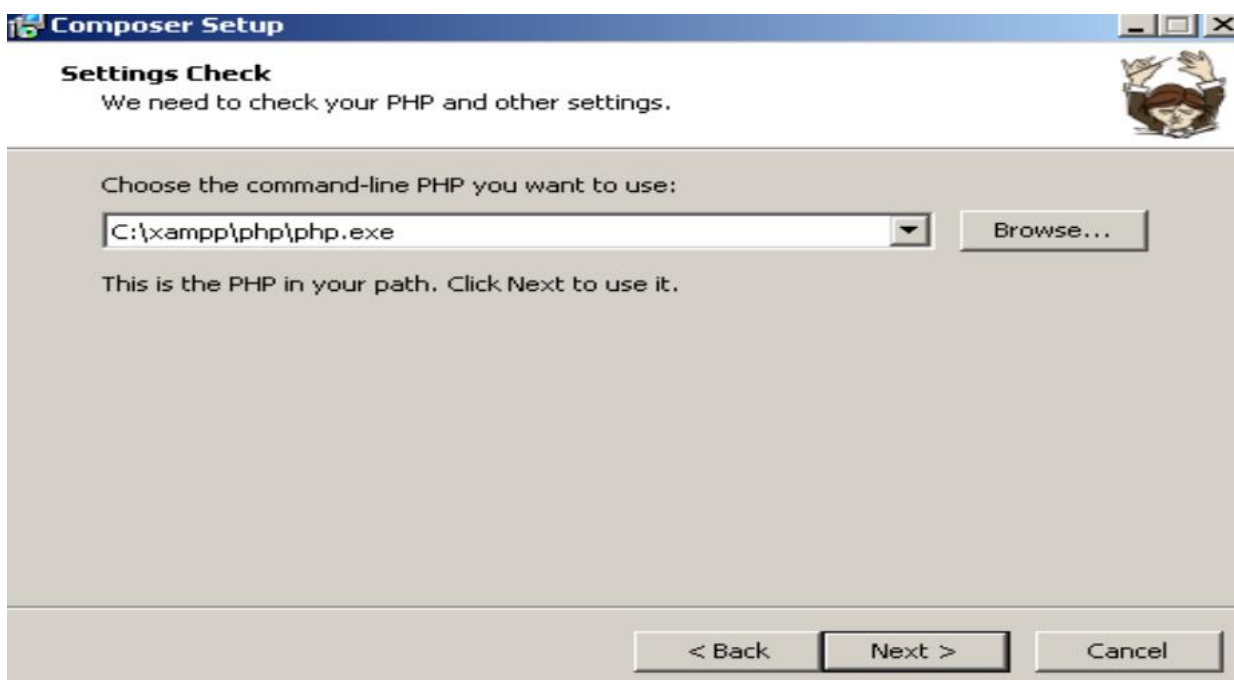 Composer Setup
Settings Check
We need to check your PHP and other settings.
Choose the command-line PHP you want to use:
C:\xampp\php\php.exe
Browse...
This is the PHP in your path. Click Next to use it.
< Back
Next >
Cancel